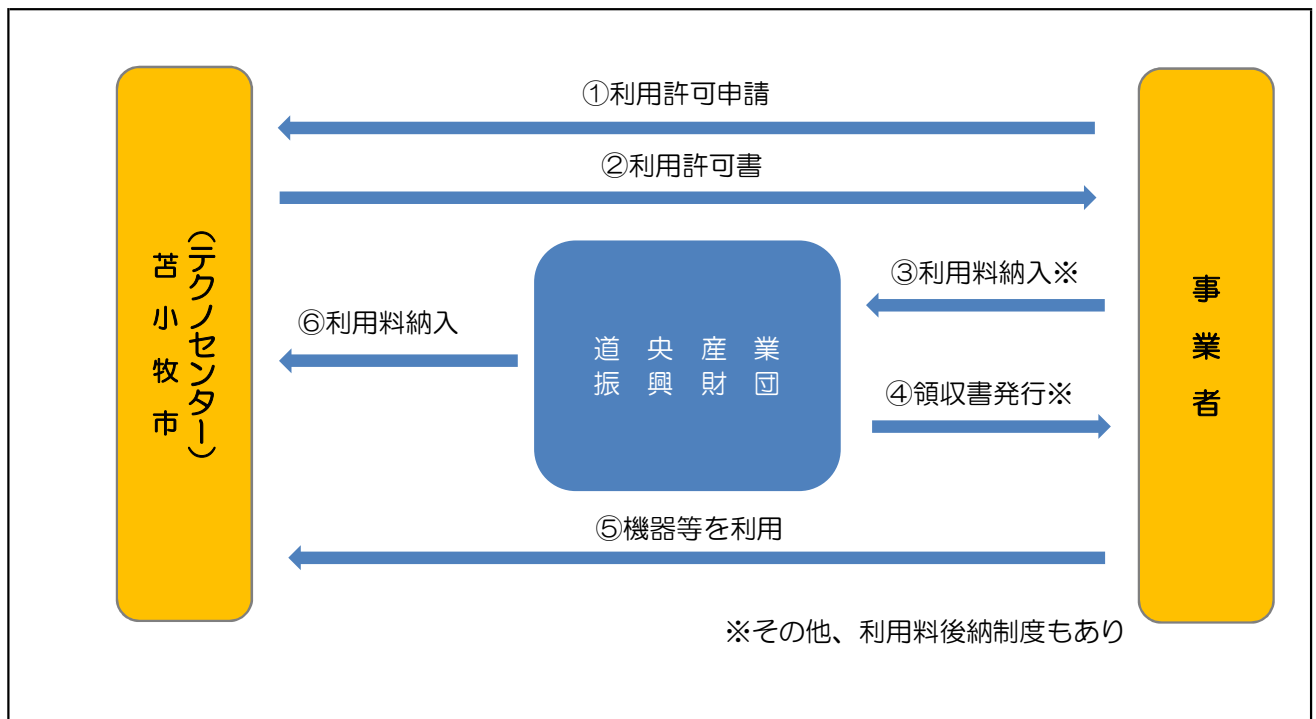 ①利用許可申請
②利用許可書
苫小牧市
(テクノセンター)
⑥利用料納入
道央産業
振興財団
③利用料納入※
④領収書発行※
事業者
⑤機器等を利用
※その他、利用料後納制度もあり